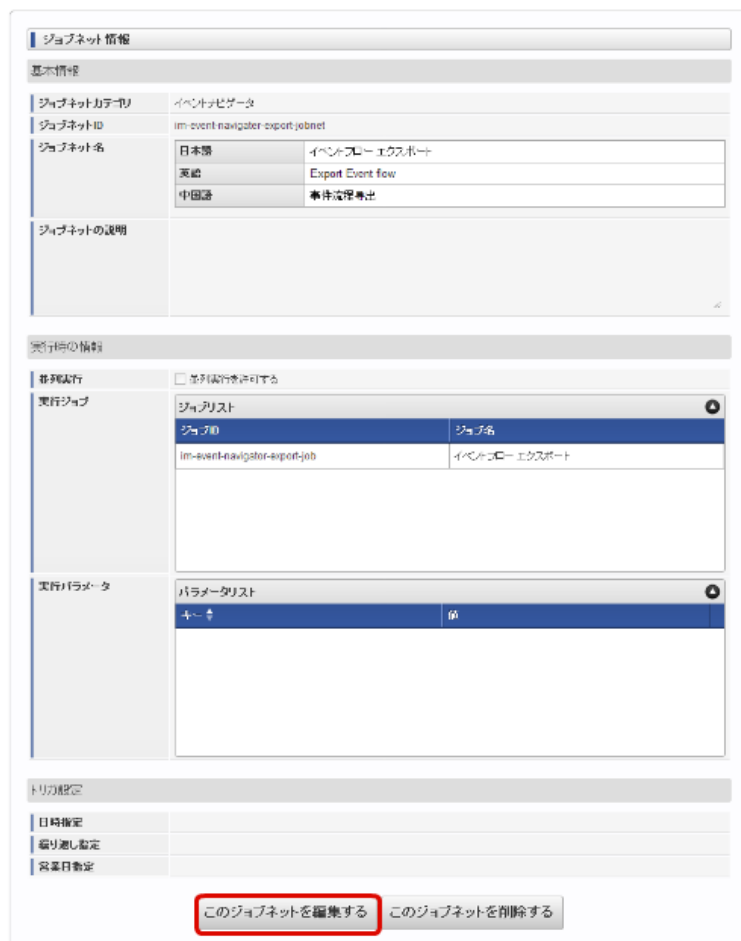 ジョブネット情報
基本情報
ジョブネットカテゴリ イベントナビゲータ
ジョブネットID im-event-navigater-export-jobnet
ジョブネット名 日本語 イベントフロー エクスポート
英語 Export Event flow
中国語 事件流程导出
ジョブネットの説明
実行時の情報
並列実行 並列実行を許可する
実行ジョブ ジョブリスト
ジョブID ジョブ名
im-event-navigator-export-job イベントフロー エクスポート
実行パラメータ パラメータリスト
キー 値
トリガ設定
日時指定
繰り返し指定
営業日指定
このジョブネットを編集する このジョブネットを削除する